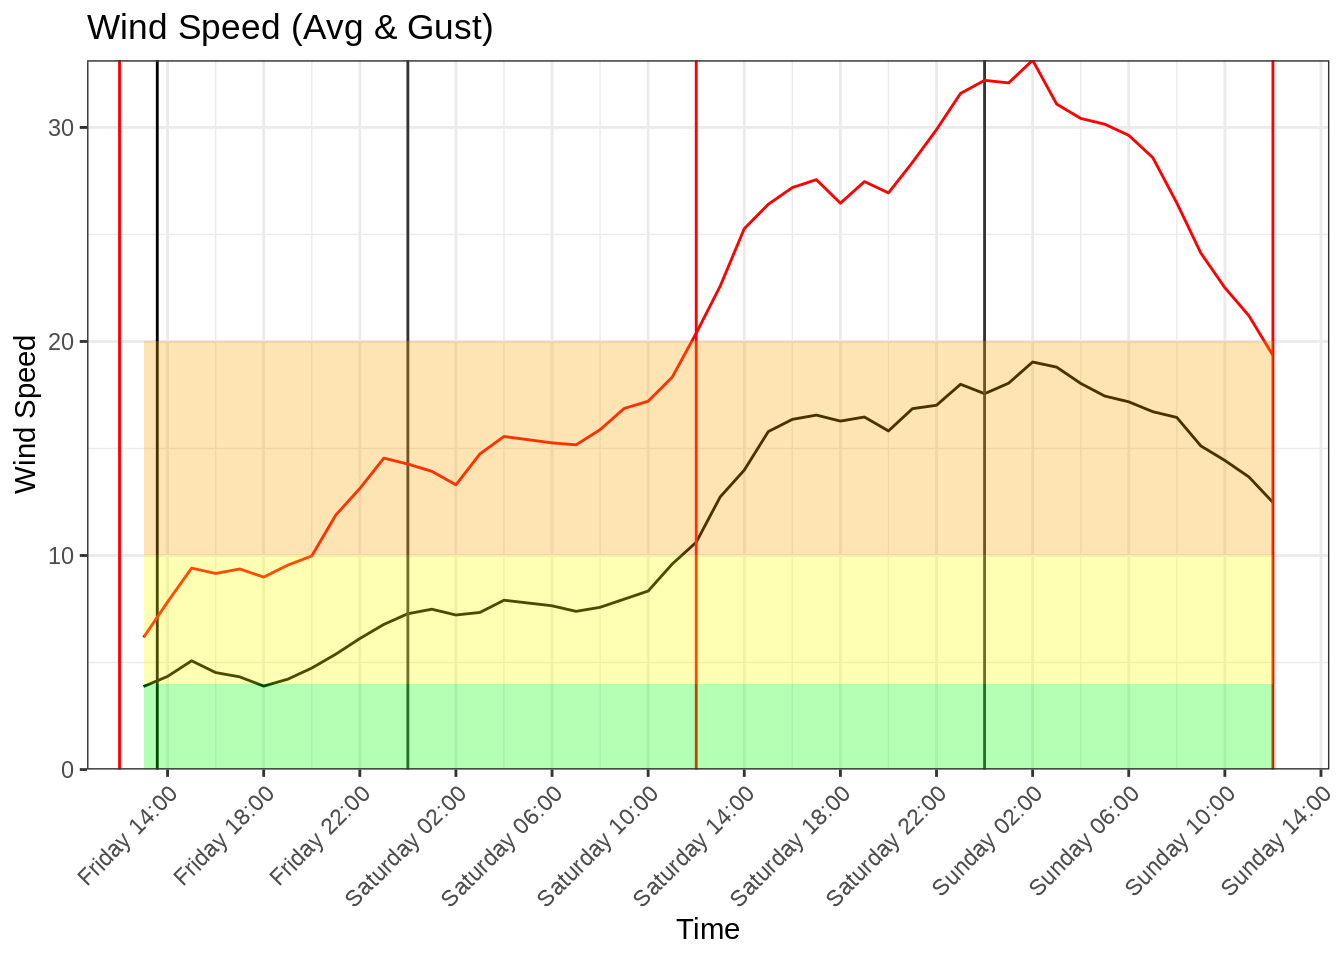 Wind Speed (Avg & Gust)
Wind Speed
30
20
10
0
Friday 14:00
Friday 18:00
Friday 22:00
Saturday 02:00
Saturday 06:00
Saturday 10:00
Saturday 14:00
Saturday 18:00
Saturday 22:00
Sunday 02:00
Sunday 06:00
Sunday 10:00
Sunday 14:00
Time